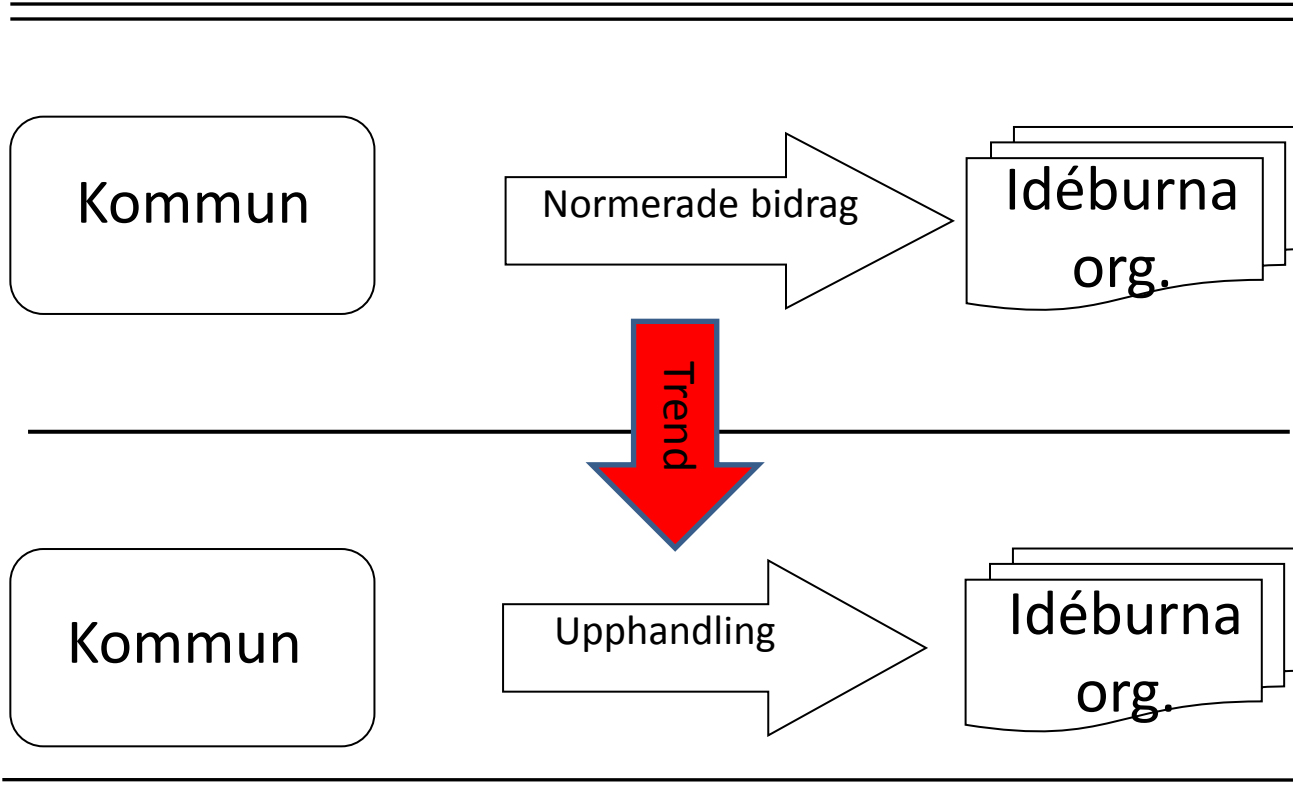 Kommun
Normerade bidrag
Idéburna
org.
Trend
Kommun
Upphandling
Idéburna
org.